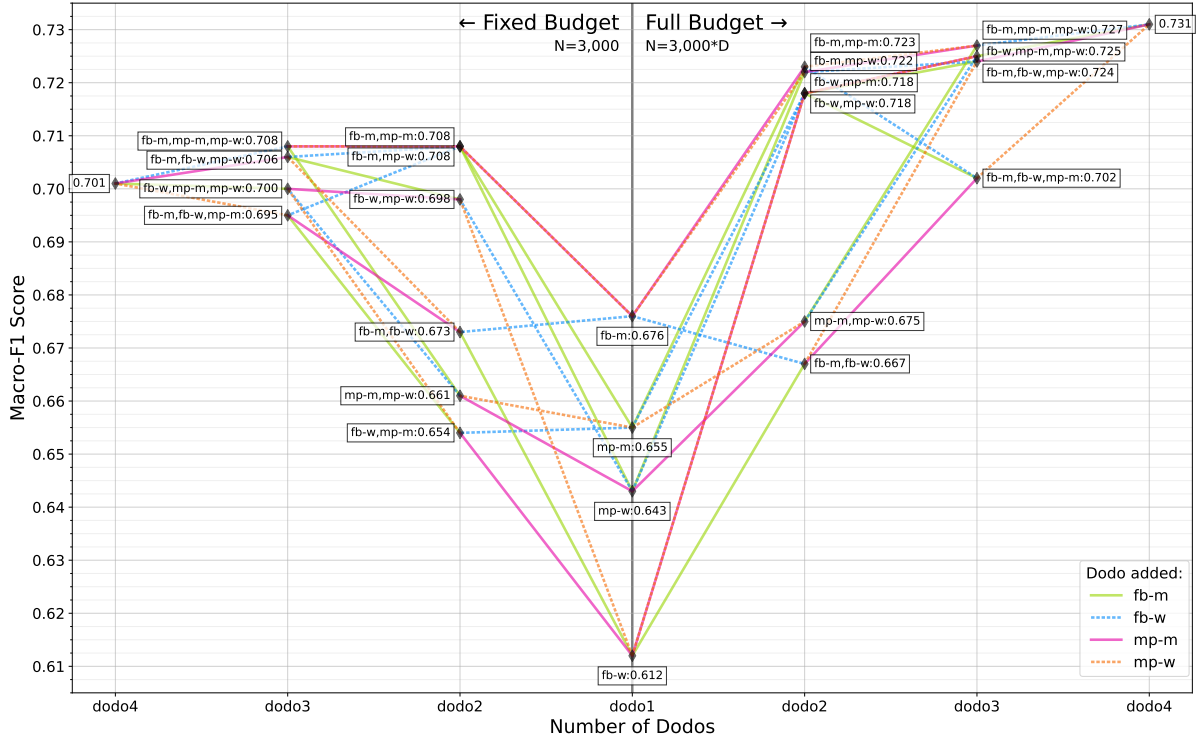 ← Fixed Budget
N=3,000
Full Budget →
N=3,000*D
Macro-F1 Score
0.73
0.72
0.71
0.70
0.69
0.68
0.67
0.66
0.65
0.64
0.63
0.62
0.61
0.701
fb-m,mp-m,mp-w:0.708
fb-m,fb-w,mp-w:0.706
fb-w,mp-m,mp-w:0.700
fb-m,fb-w,mp-m:0.695
fb-m,mp-m:0.708
fb-m,mp-w:0.708
fb-w,mp-w:0.698
fb-m,fb-w:0.673
mp-m,mp-w:0.661
fb-w,mp-m:0.654
fb-m:0.676
mp-m:0.655
mp-w:0.643
fb-w:0.612
fb-m,mp-m:0.723
fb-m,mp-w:0.722
fb-w,mp-m:0.718
fb-w,mp-w:0.718
mp-m,mp-w:0.675
fb-m,fb-w:0.667
fb-m,mp-m,mp-w:0.727
fb-w,mp-m,mp-w:0.725
fb-m,fb-w,mp-w:0.724
fb-m,fb-w,mp-m:0.702
0.731
Dodo added:
fb-m
fb-w
mp-m
mp-w
dodo4
dodo3
dodo2
dodo1
dodo2
dodo3
dodo4
Number of Dodos